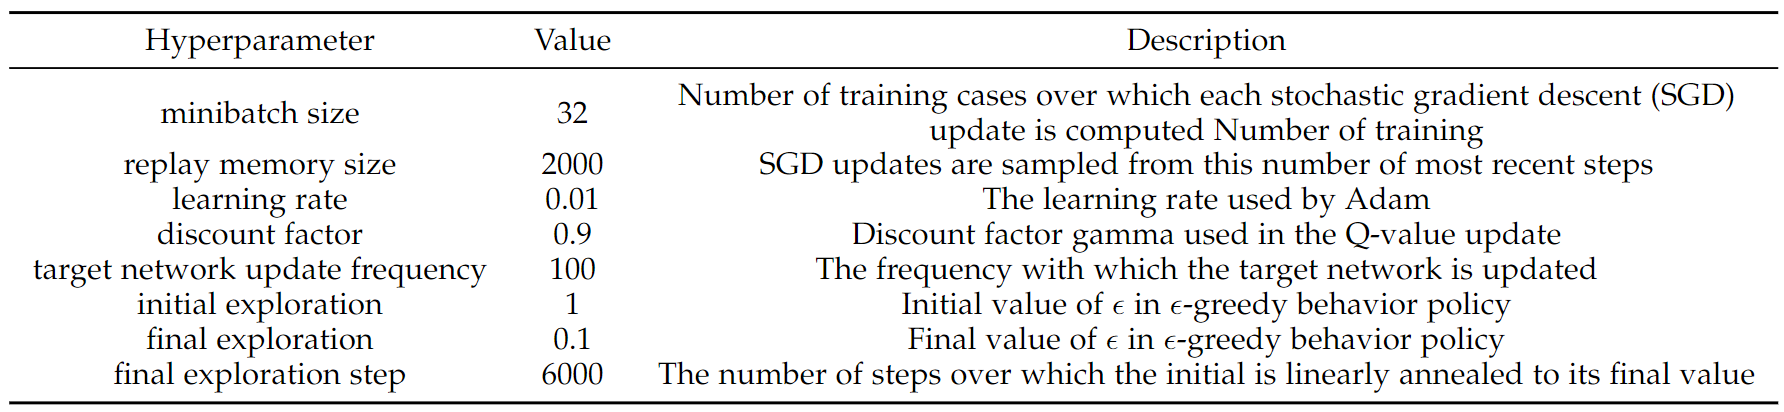 Hyperparameter Value Description
minibatch size 32 Number of training cases over which each stochastic gradient descent (SGD)
update is computed Number of training
replay memory size 2000 SGD updates are sampled from this number of most recent steps
learning rate 0.01 The learning rate used by Adam
discount factor 0.9 Discount factor gamma used in the Q-value update
target network update frequency 100 The frequency with which the target network is updated
initial exploration 1 Initial value of ϵ in ϵ-greedy behavior policy
final exploration 0.1 Final value of ϵ in ϵ-greedy behavior policy
final exploration step 6000 The number of steps over which the initial is linearly annealed to its final value